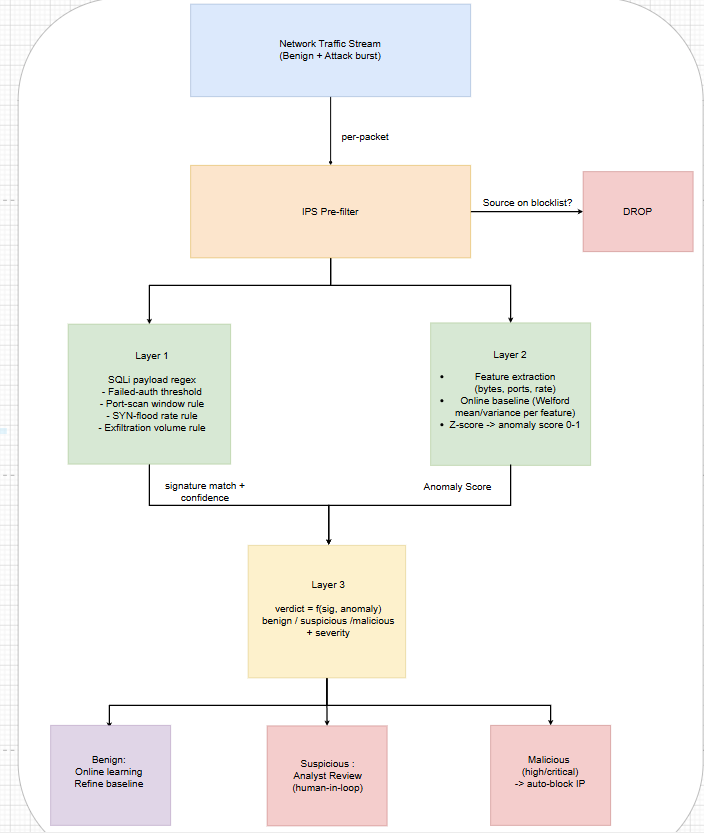 Network Traffic Stream
(Benign + Attack burst)
per-packet
IPS Pre-filter
Source on blocklist?
DROP
Layer 1
SQLi payload regex
- Failed-auth threshold
- Port-scan window rule
- SYN-flood rate rule
- Exfiltration volume rule
Layer 2
• Feature extraction
(bytes, ports, rate)
• Online baseline (Welford
mean/variance per feature)
• Z-score -> anomaly score 0-1
signature match +
confidence
Anomaly Score
Layer 3
verdict = f(sig, anomaly)
benign / suspicious /malicious
+ severity
Benign:
Online learning
Refine baseline
Suspicious :
Analyst Review
(human-in-loop)
Malicious
(high/critical)
-> auto-block IP